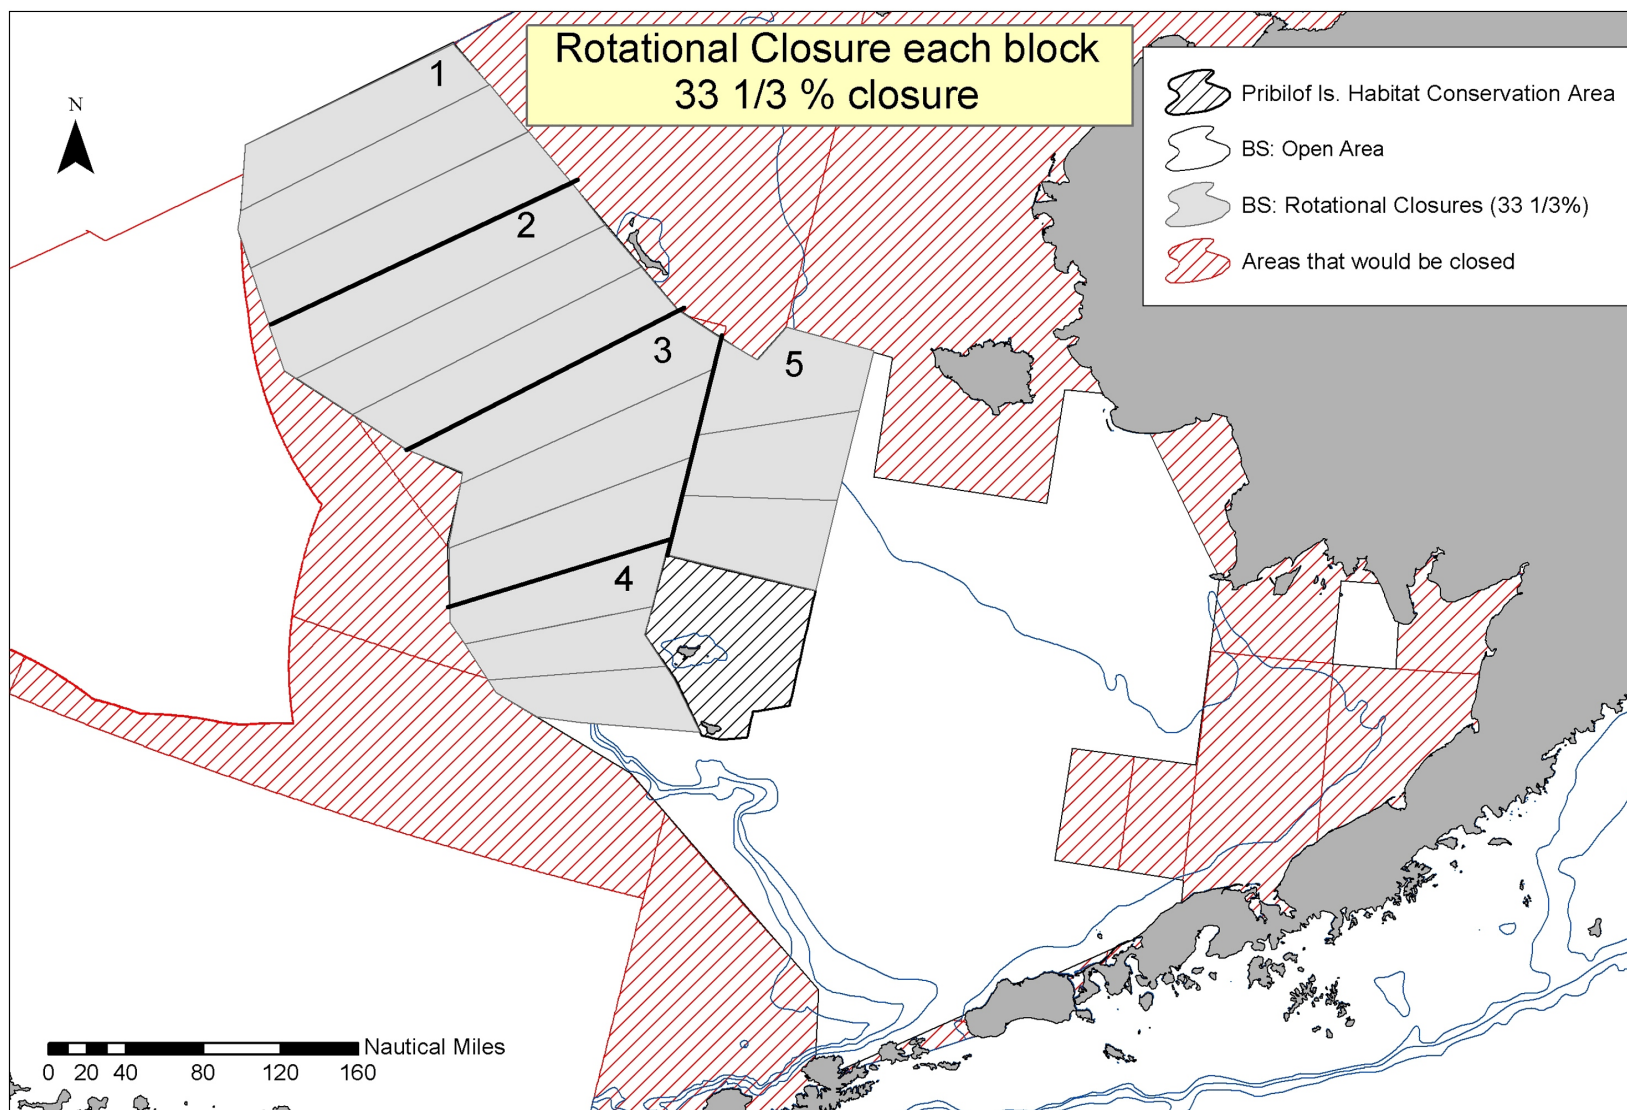 Rotational Closure each block
33 1/3 % closure
N
Pribilof Is. Habitat Conservation Area
BS: Open Area
BS: Rotational Closures (33 1/3%)
Areas that would be closed
1
2
3
5
4
Nautical Miles
0 20 40 80 120 160